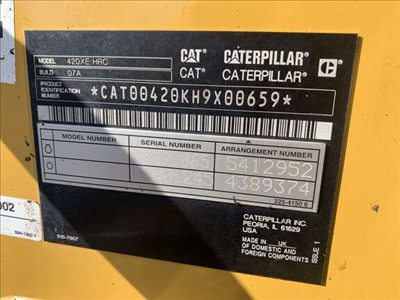 MODEL 420XE HRC
BUILD 07A
CAT CATERPILLAR
CAT CATERPILLAR C
PRODUCT IDENTIFICATION NUMBER *CAT00420KH9X00659*
MODEL NUMBER SERIAL NUMBER ARRANGEMENT NUMBER
5412952
4389374
225-4150 6
CATERPILLAR INC.
PEORIA, IL 61629
USA
MADE IN UK
OF DOMESTIC AND
FOREIGN COMPONENTS
ISSUE 1
002